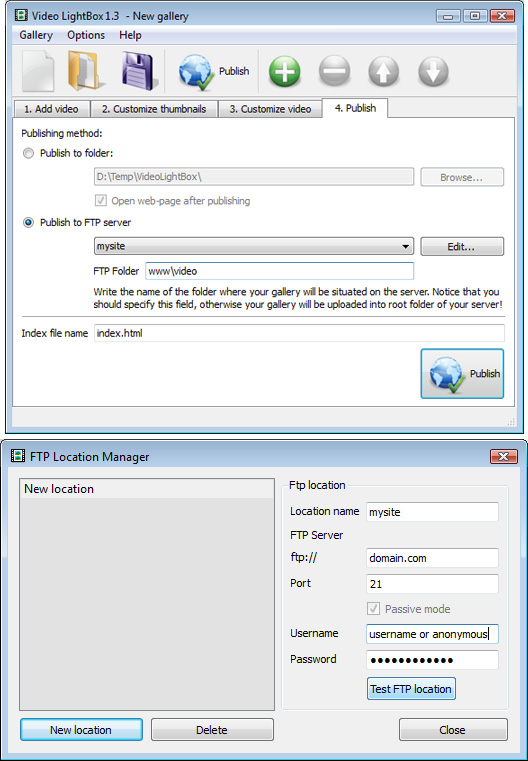 Video LightBox 1.3 - New gallery
Gallery Options Help
Publish
1. Add video 2. Customize thumbnails 3. Customize video 4. Publish
Publishing method:
Publish to folder:
D:\Temp\VideoLightBox\ Browse...
Open web-page after publishing
Publish to FTP server
mysite Edit...
FTP Folder www\video
Write the name of the folder where your gallery will be situated on the server. Notice that you
should specify this field, otherwise your gallery will be uploaded into root folder of your server!
Index file name index.html
Publish
FTP Location Manager
New location
Ftp location
Location name mysite
FTP Server
ftp:// domain.com
Port 21
Passive mode
Username username or anonymous
Password ●●●●●●●●●●●●
Test FTP location
New location Delete Close